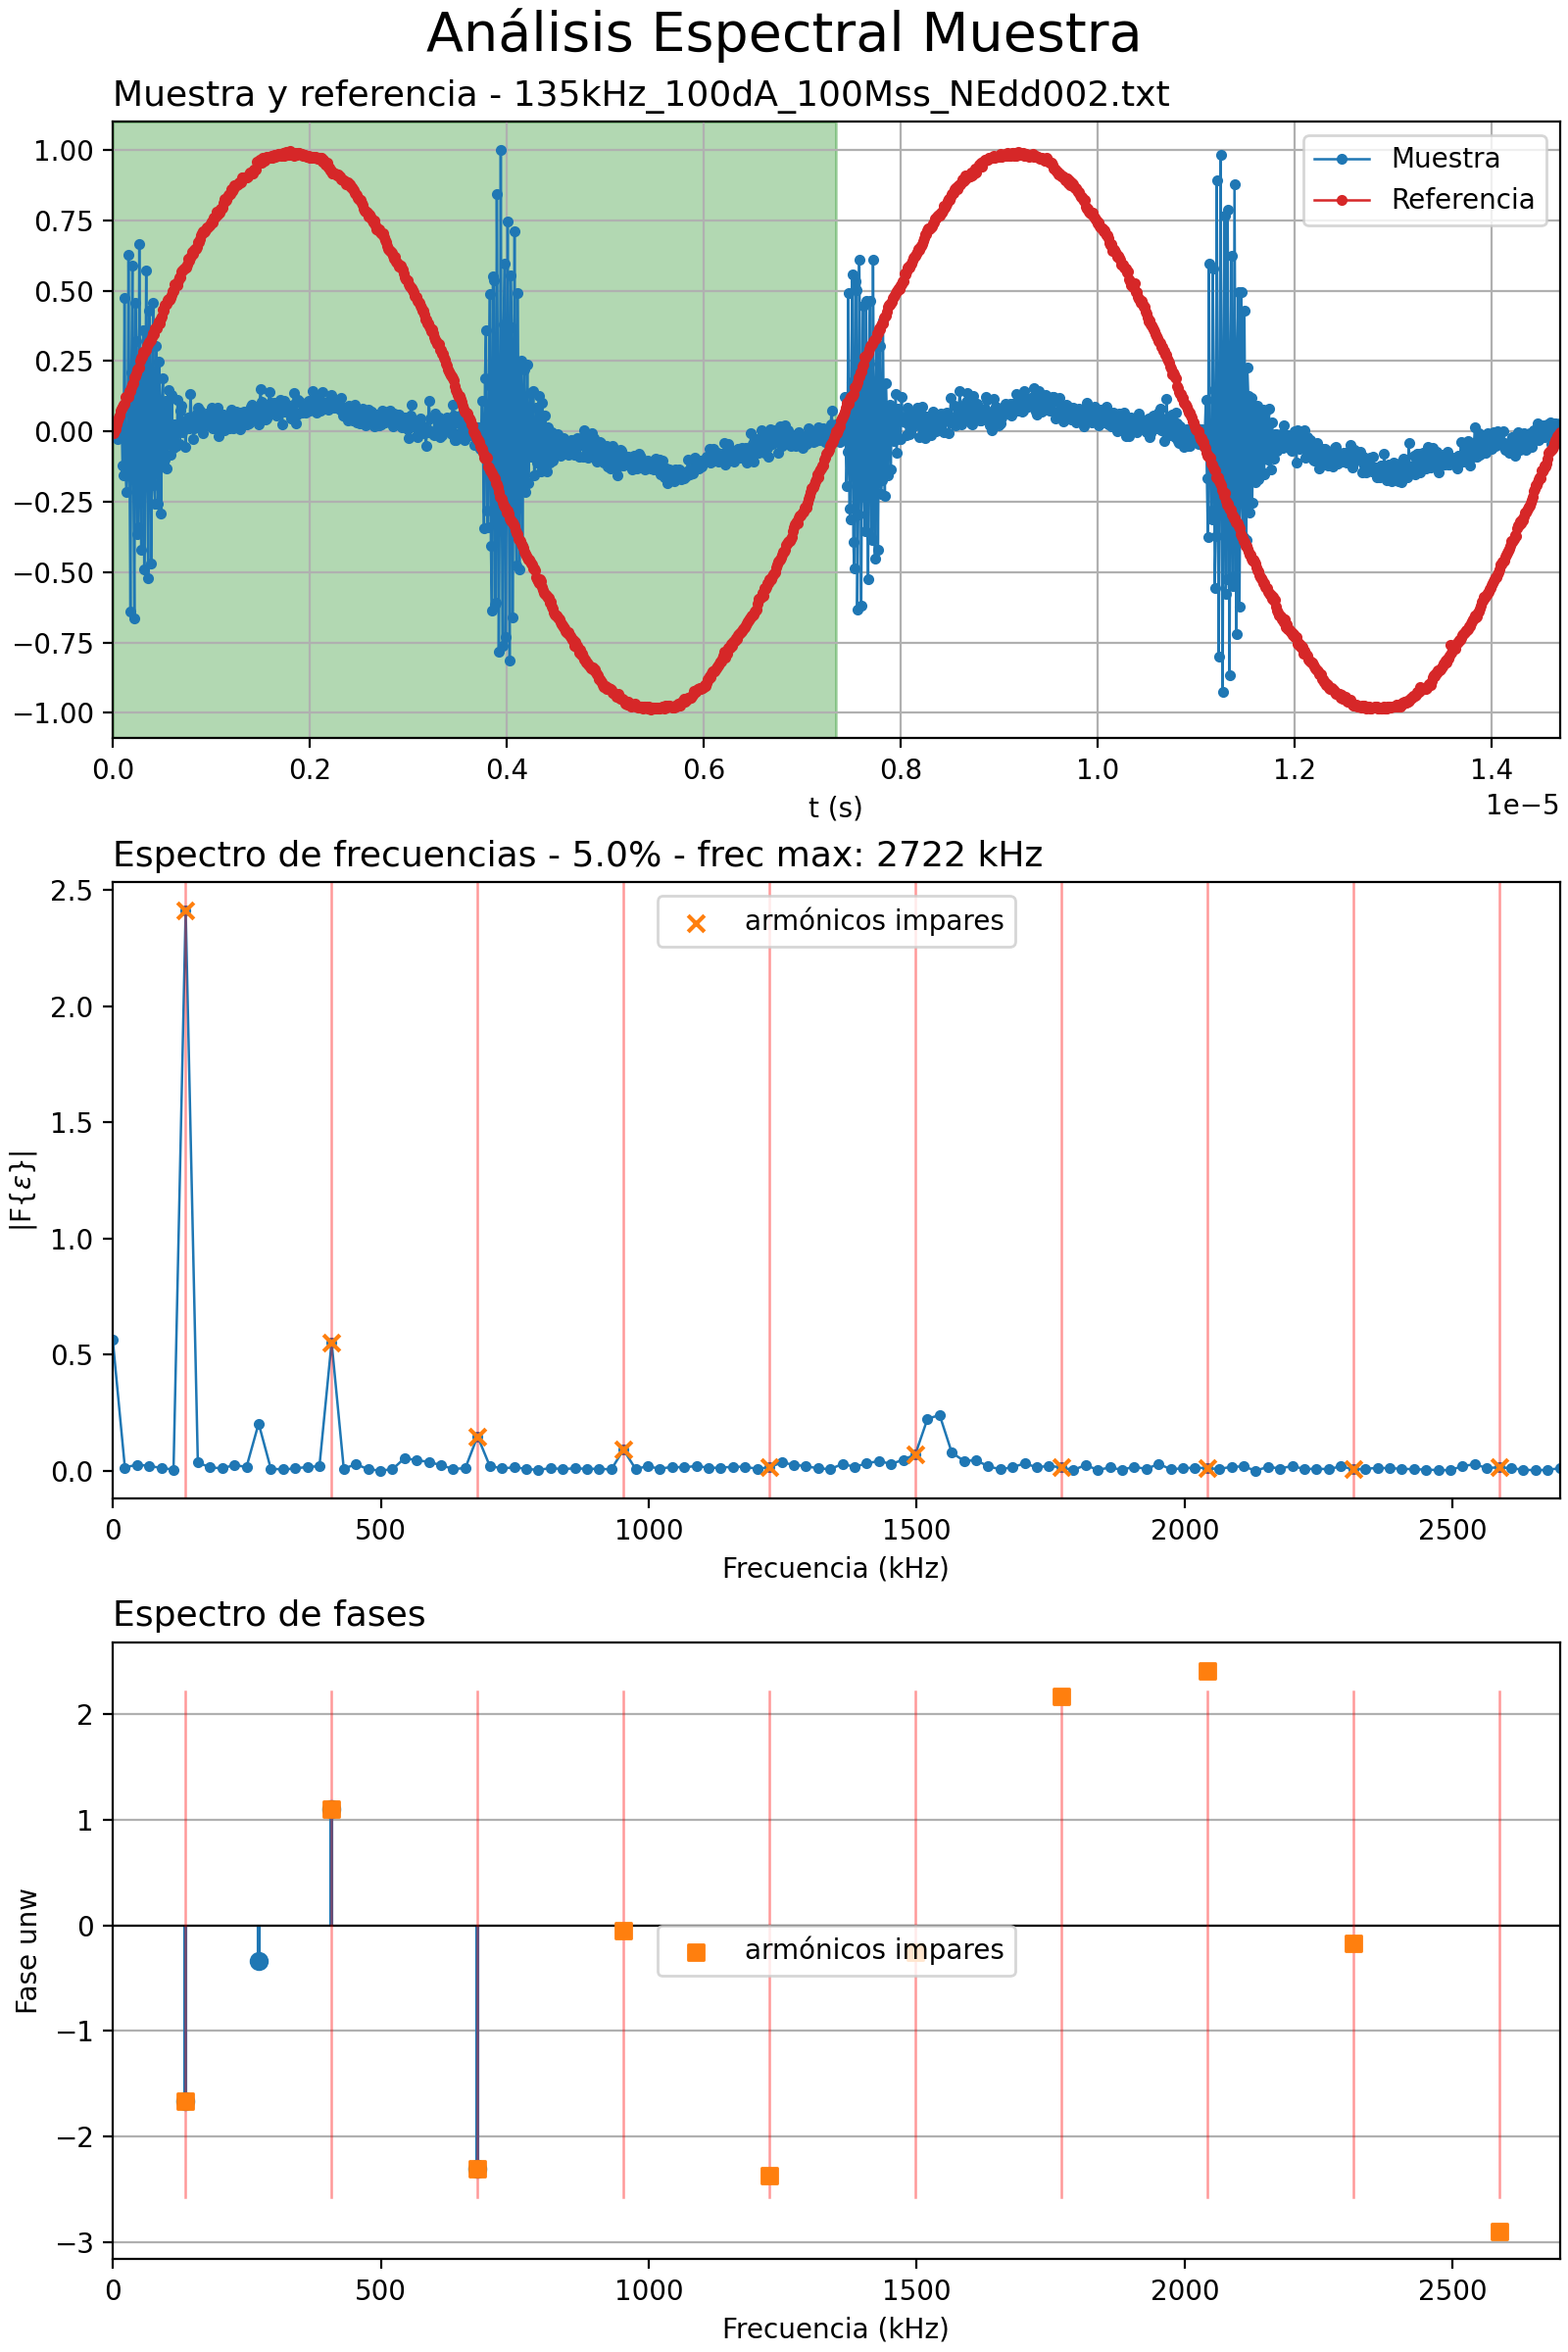 Análisis Espectral Muestra
Muestra y referencia - 135kHz_100dA_100Mss_NEdd002.txt
1.00
0.75
0.50
0.25
0.00
−0.25
−0.50
−0.75
−1.00
Muestra
Referencia
0.0 0.2 0.4 0.6 0.8 1.0 1.2 1.4
1e−5
t (s)
Espectro de frecuencias - 5.0% - frec max: 2722 kHz
2.5
2.0
1.5
1.0
0.5
0.0
|F{ε}|
armónicos impares
0 500 1000 1500 2000 2500
Frecuencia (kHz)
Espectro de fases
2
1
0
−1
−2
−3
Fase unw
armónicos impares
0 500 1000 1500 2000 2500
Frecuencia (kHz)